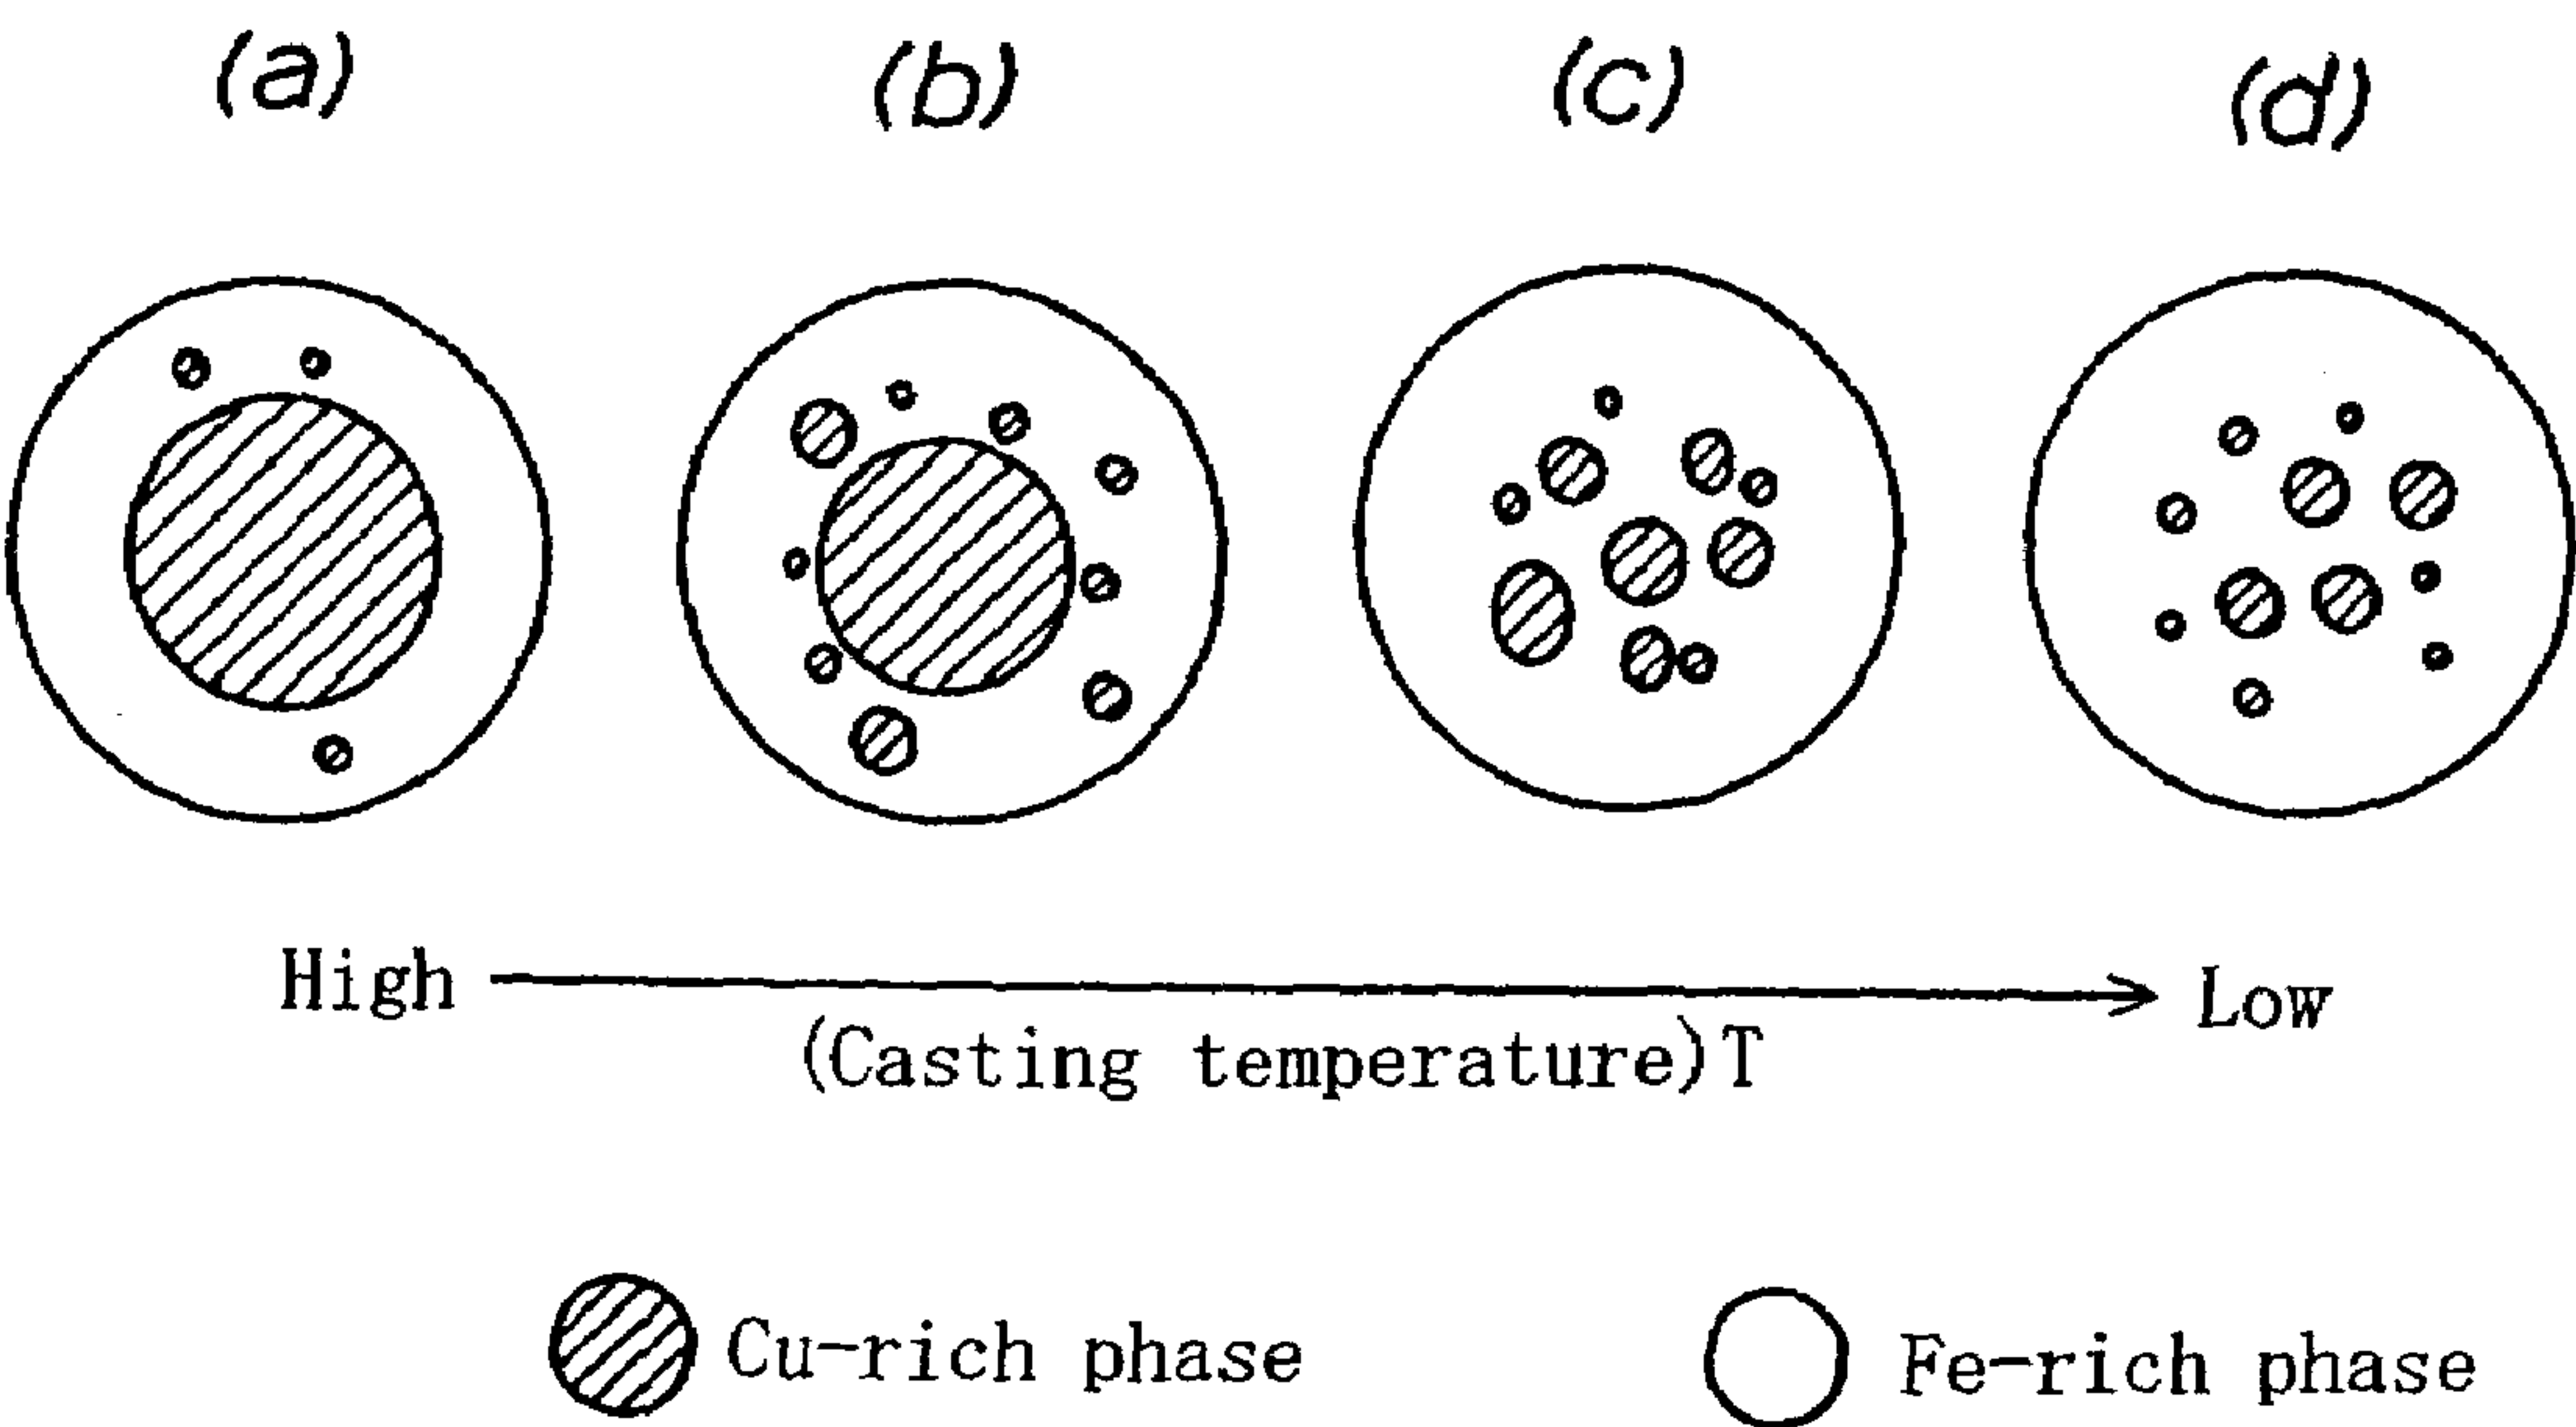 (a) (b) (c) (d)
High Low
(Casting temperature)T
Cu-rich phase Fe-rich phase